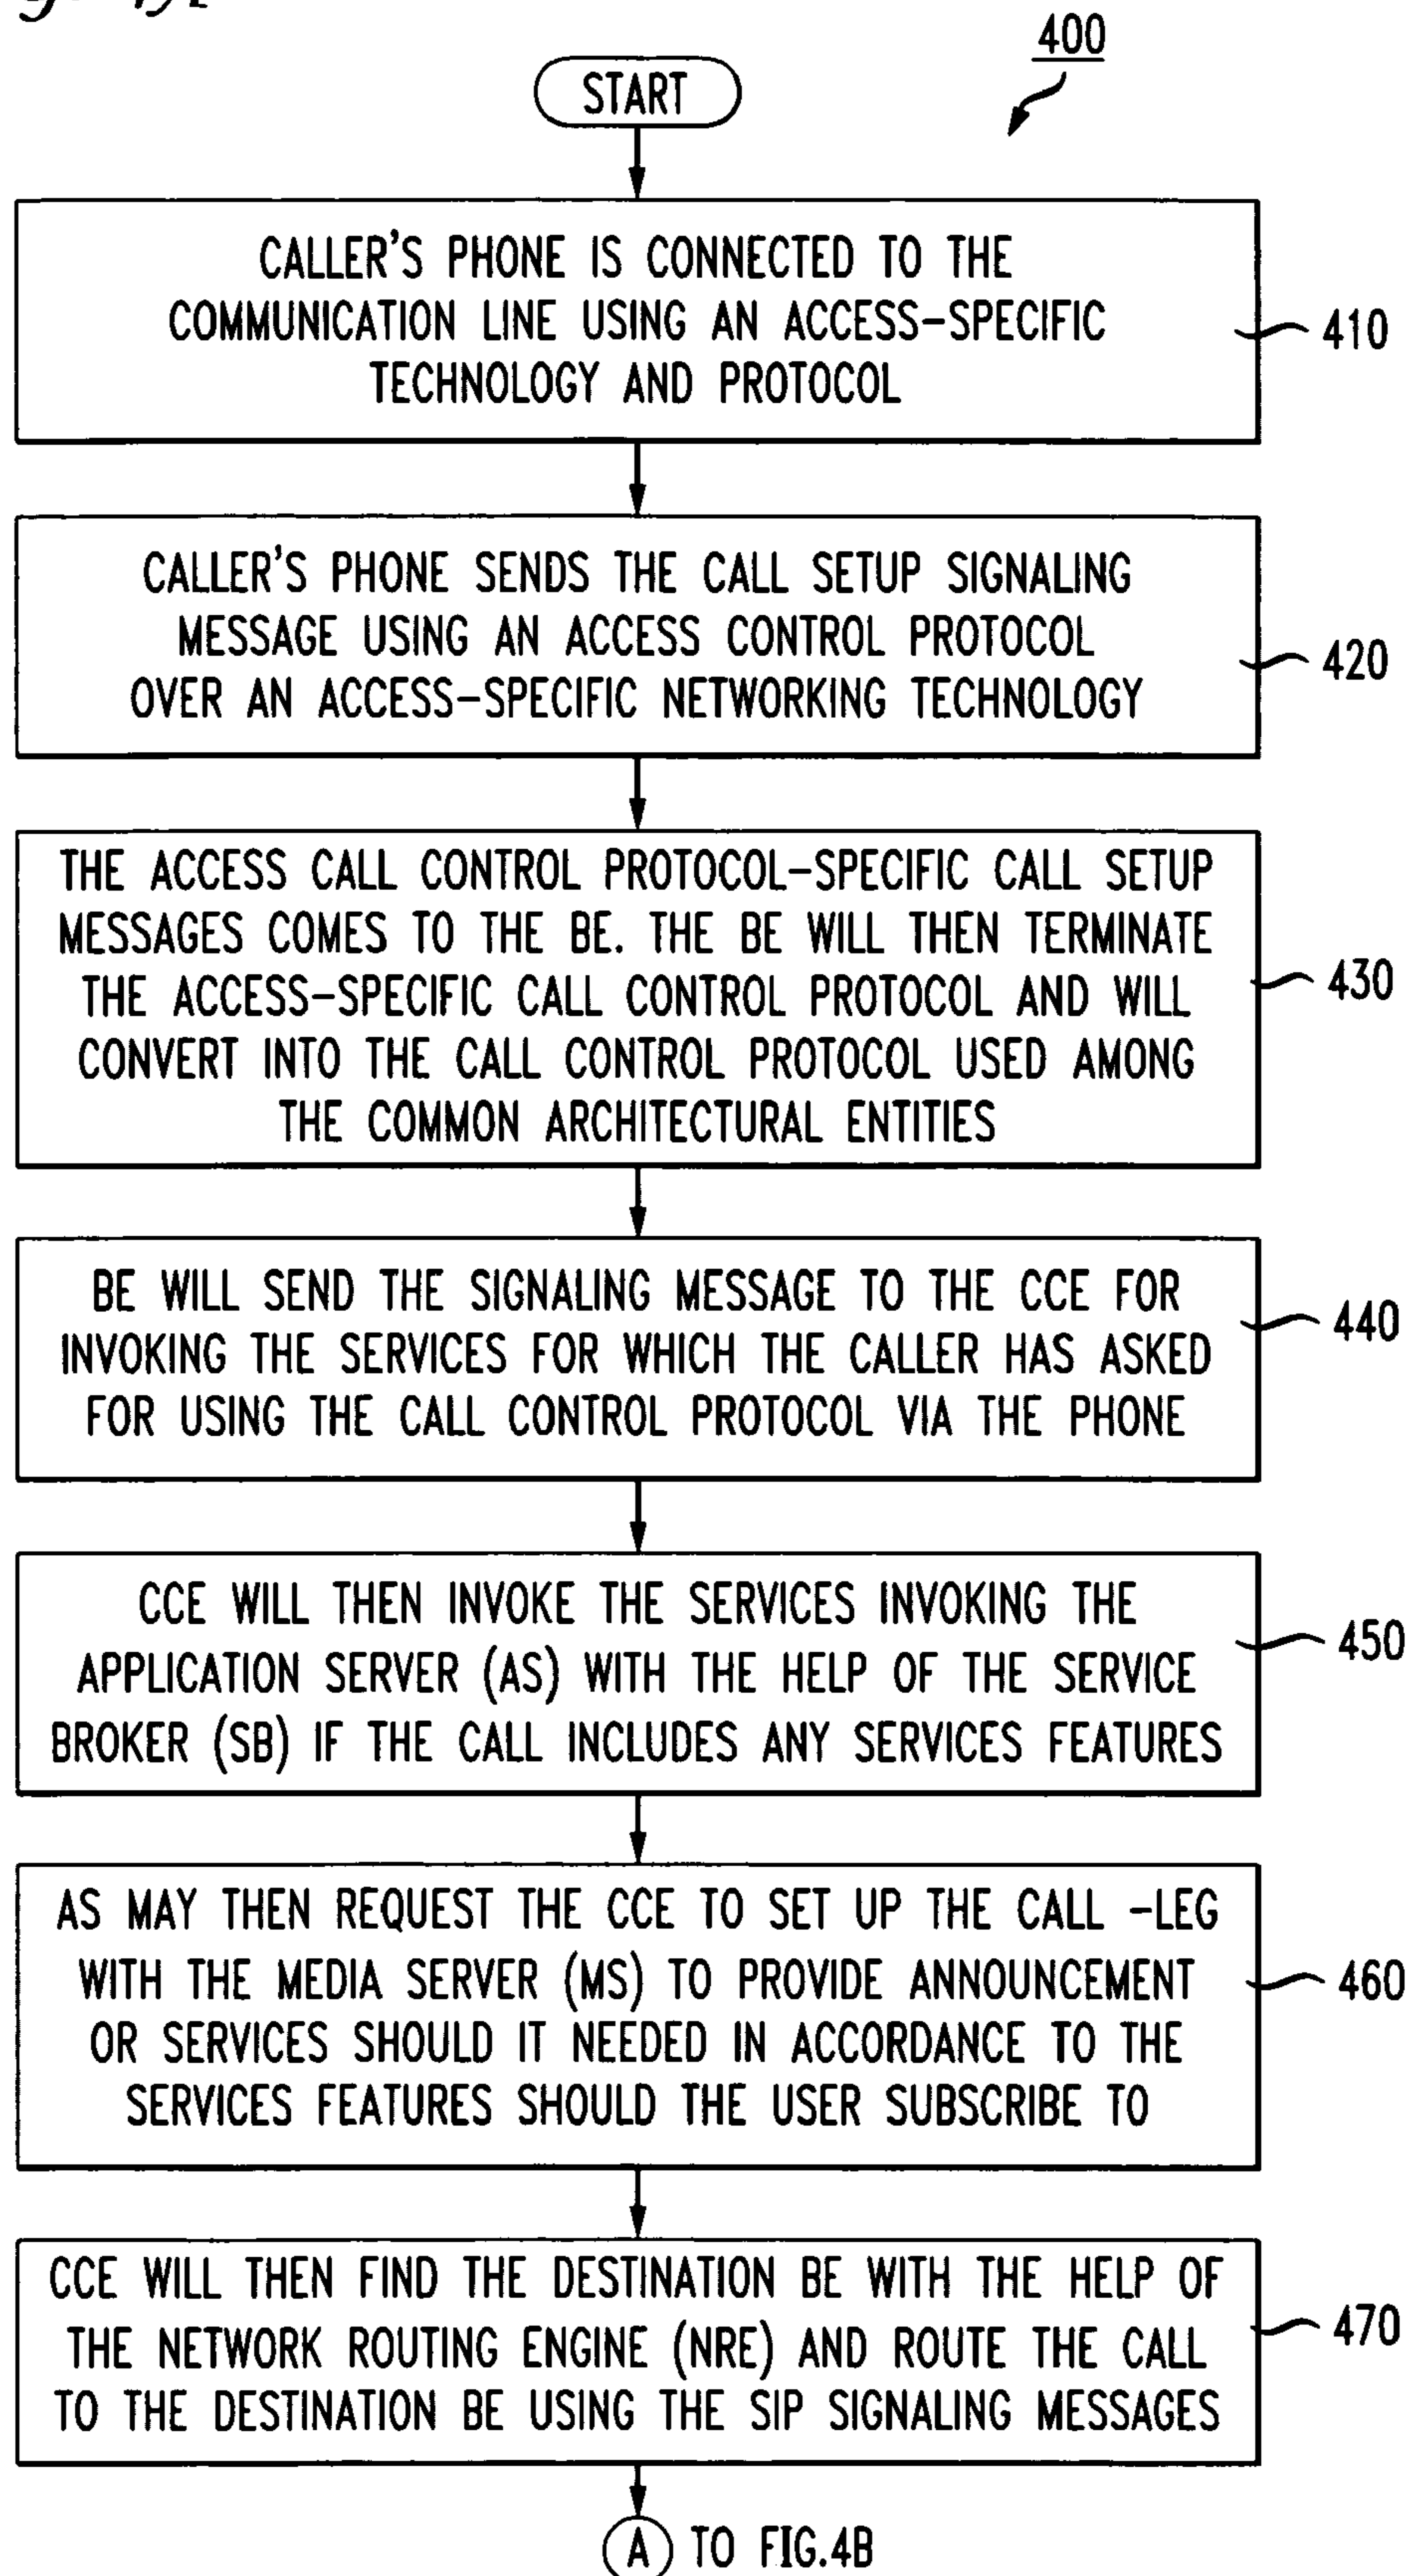 400
START
CALLER'S PHONE IS CONNECTED TO THE
COMMUNICATION LINE USING AN ACCESS-SPECIFIC
TECHNOLOGY AND PROTOCOL
410
CALLER'S PHONE SENDS THE CALL SETUP SIGNALING
MESSAGE USING AN ACCESS CONTROL PROTOCOL
OVER AN ACCESS-SPECIFIC NETWORKING TECHNOLOGY
420
THE ACCESS CALL CONTROL PROTOCOL-SPECIFIC CALL SETUP
MESSAGES COMES TO THE BE. THE BE WILL THEN TERMINATE
THE ACCESS-SPECIFIC CALL CONTROL PROTOCOL AND WILL
CONVERT INTO THE CALL CONTROL PROTOCOL USED AMONG
THE COMMON ARCHITECTURAL ENTITIES
430
BE WILL SEND THE SIGNALING MESSAGE TO THE CCE FOR
INVOKING THE SERVICES FOR WHICH THE CALLER HAS ASKED
FOR USING THE CALL CONTROL PROTOCOL VIA THE PHONE
440
CCE WILL THEN INVOKE THE SERVICES INVOKING THE
APPLICATION SERVER (AS) WITH THE HELP OF THE SERVICE
BROKER (SB) IF THE CALL INCLUDES ANY SERVICES FEATURES
450
AS MAY THEN REQUEST THE CCE TO SET UP THE CALL -LEG
WITH THE MEDIA SERVER (MS) TO PROVIDE ANNOUNCEMENT
OR SERVICES SHOULD IT NEEDED IN ACCORDANCE TO THE
SERVICES FEATURES SHOULD THE USER SUBSCRIBE TO
460
CCE WILL THEN FIND THE DESTINATION BE WITH THE HELP OF
THE NETWORK ROUTING ENGINE (NRE) AND ROUTE THE CALL
TO THE DESTINATION BE USING THE SIP SIGNALING MESSAGES
470
A TO FIG.4B